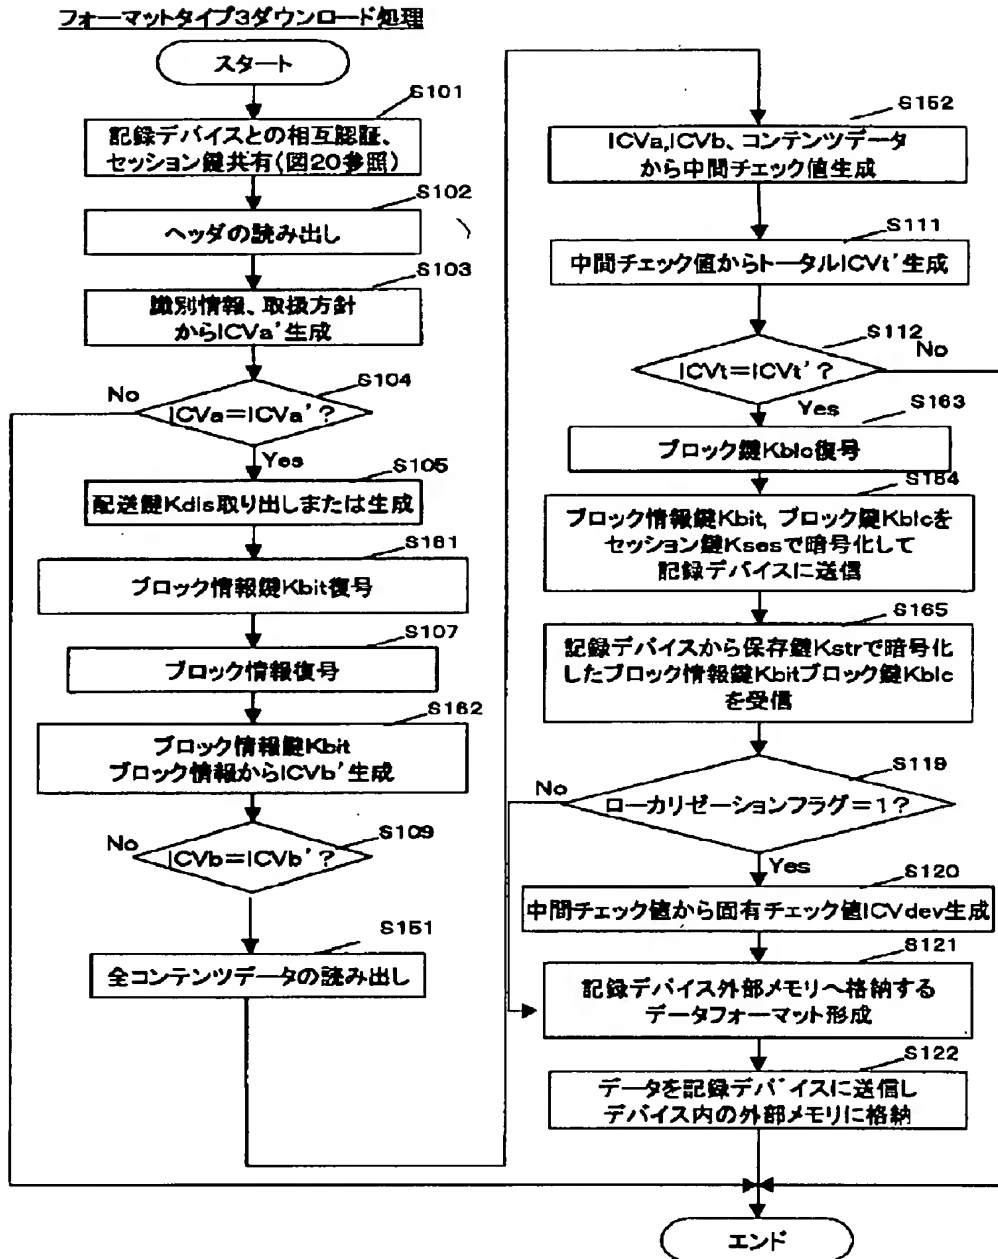 フォーマットタイプ3ダウンロード処理
スタート
S101
記録デバイスとの相互認証、
セッション鍵共有(図20参照)
S102
ヘッダの読み出し
S103
識別情報、取扱方針
からICVa'生成
S104
ICVa=ICVa'?
No
Yes
S105
配送鍵Kdis取り出しまたは生成
S161
ブロック情報鍵Kbit復号
S107
ブロック情報復号
S162
ブロック情報鍵Kbit
ブロック情報からICVb'生成
S109
No
ICVb=ICVb'?
S151
全コンテンツデータの読み出し
S152
ICVa,ICVb、コンテンツデータ
から中間チェック値生成
S111
中間チェック値からトータルICVt'生成
S112
No
ICVt=ICVt'?
Yes
S163
ブロック鍵Kblc復号
S164
ブロック情報鍵Kbit, ブロック鍵Kblcを
セッション鍵Ksesで暗号化して
記録デバイスに送信
S165
記録デバイスから保存鍵Kstrで暗号化
したブロック情報鍵Kbitブロック鍵Kblc
を受信
S119
No
ローカリゼーションフラグ=1?
Yes
S120
中間チェック値から固有チェック値ICVdev生成
S121
記録デバイス外部メモリへ格納する
データフォーマット形成
S122
データを記録デバイスに送信し
デバイス内の外部メモリに格納
エンド